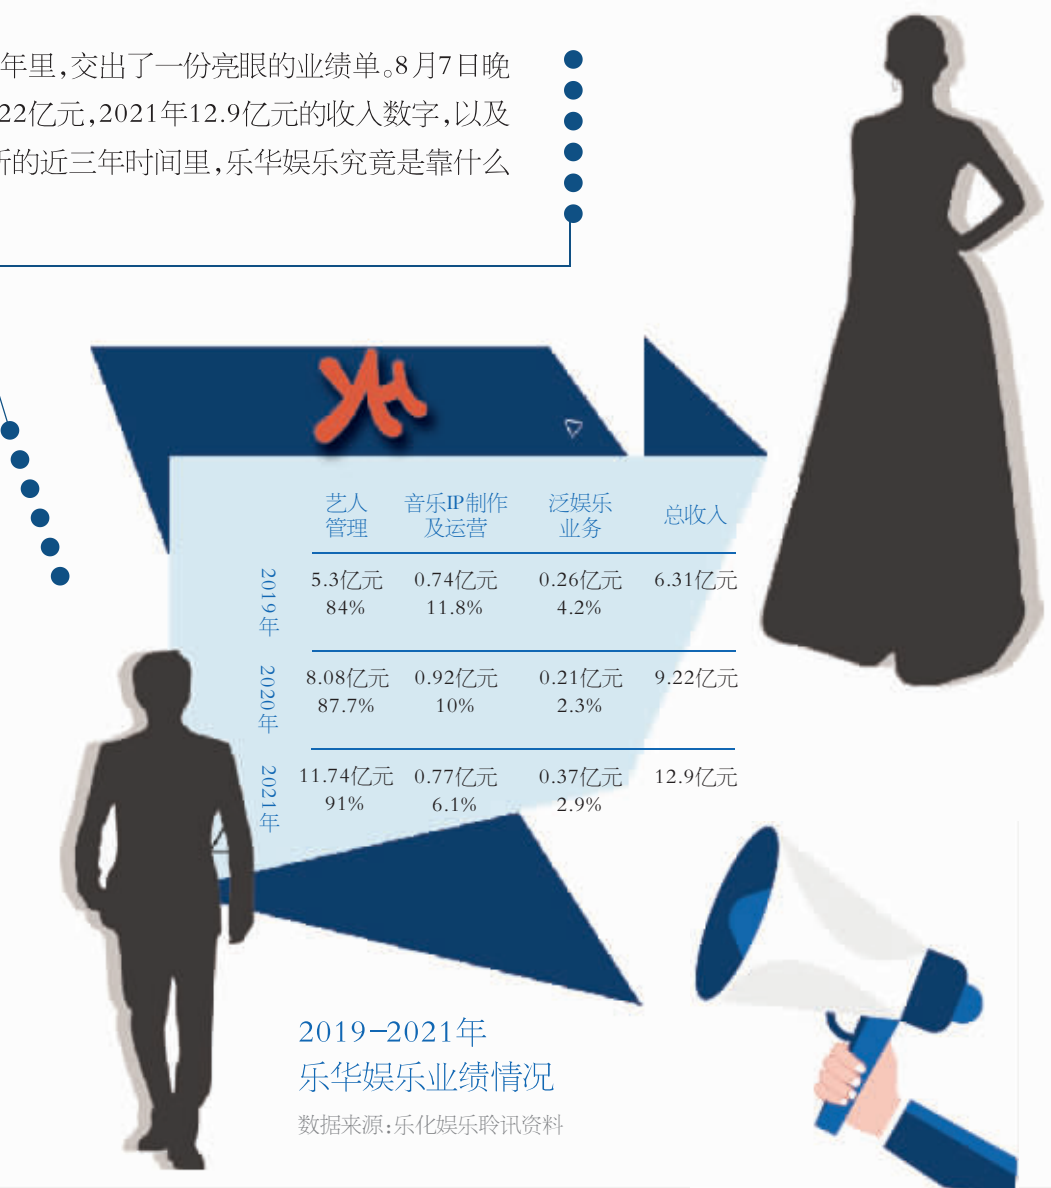 年里,交出了一份亮眼的业绩单。8月7日晚
22亿元,2021年12.9亿元的收入数字,以及
的近三年时间里,乐华娱乐究竟是靠什么
艺人
管理
音乐IP制作
及运营
泛娱乐
业务
总收入
2019年
5.3亿元 0.74亿元 0.26亿元 6.31亿元
84% 11.8% 4.2%
2020年
8.08亿元 0.92亿元 0.21亿元 9.22亿元
87.7% 10% 2.3%
2021年
11.74亿元 0.77亿元 0.37亿元 12.9亿元
91% 6.1% 2.9%
2019-2021年
乐华娱乐业绩情况
数据来源:乐化娱乐聆讯资料